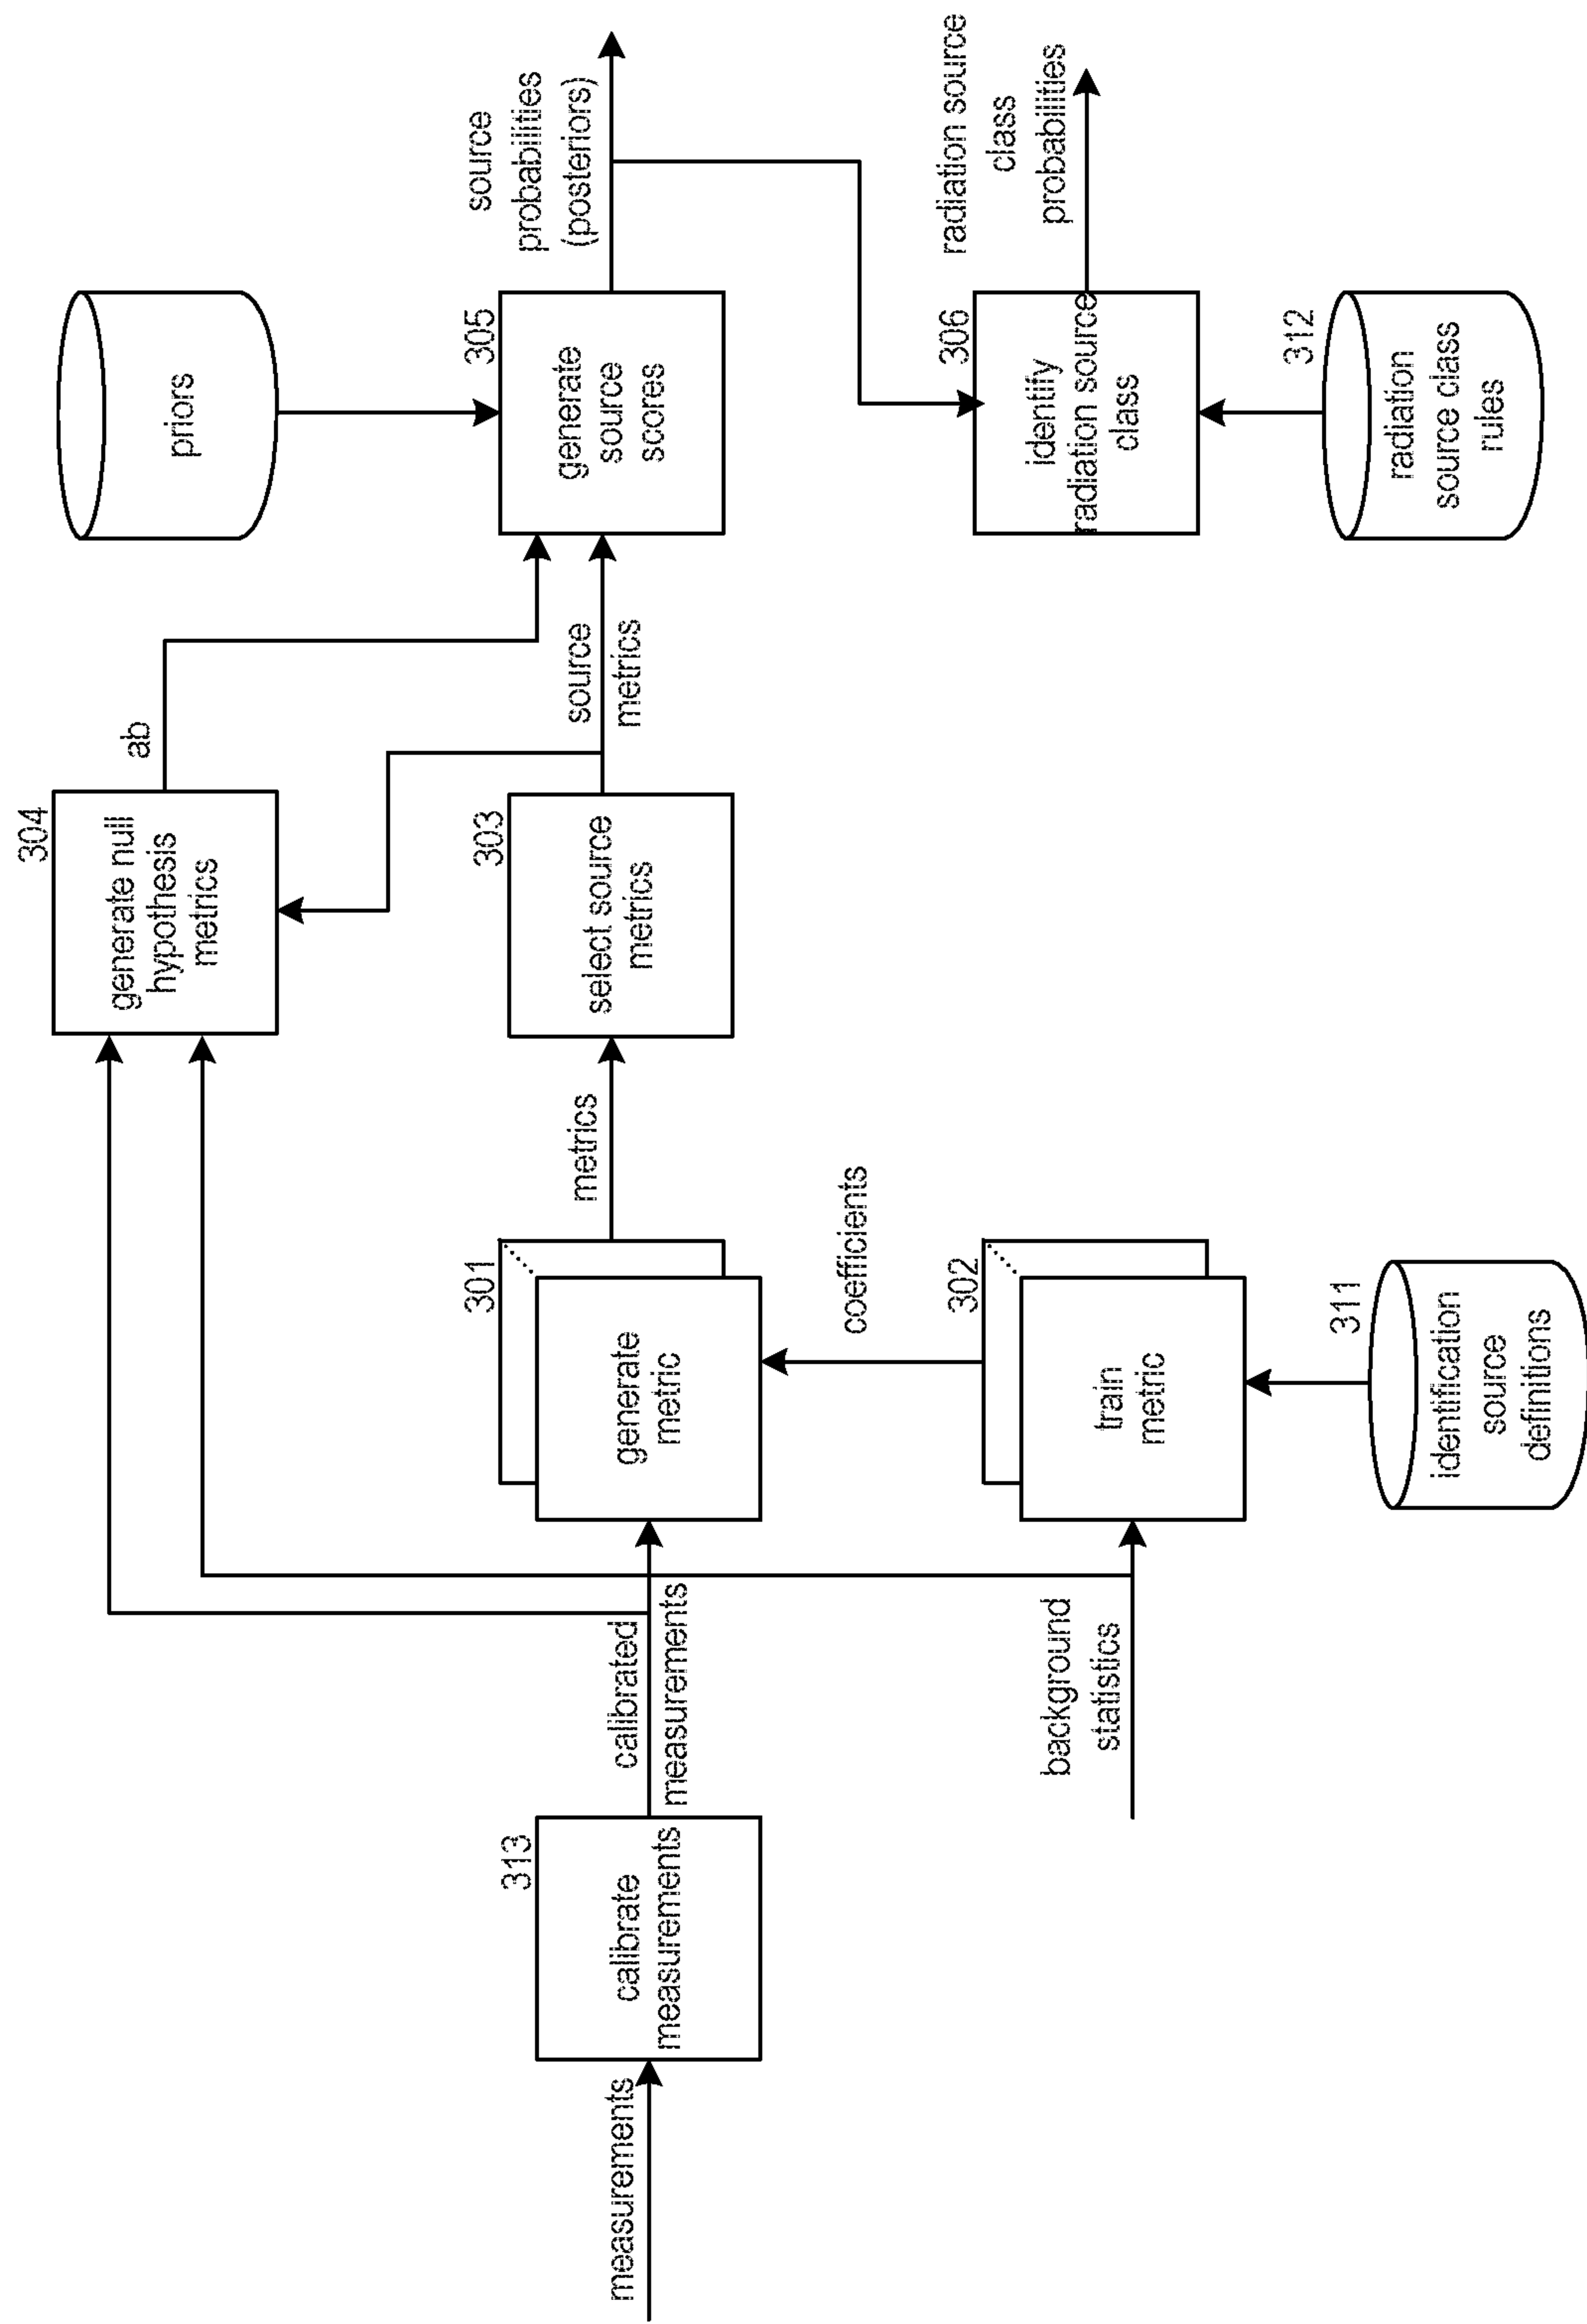 measurements
313
calibrate
measurements
calibrated
measurements
background
statistics
301
generate
metric
coefficients
302
train
metric
311
identification
source
definitions
metrics
303
select source
metrics
304
generate null
hypothesis
metrics
ab
source
metrics
priors
305
generate
source
scores
source
probabilities
(posteriors)
306
identify
radiation source
class
312
radiation
source class
rules
radiation source
class
probabilities